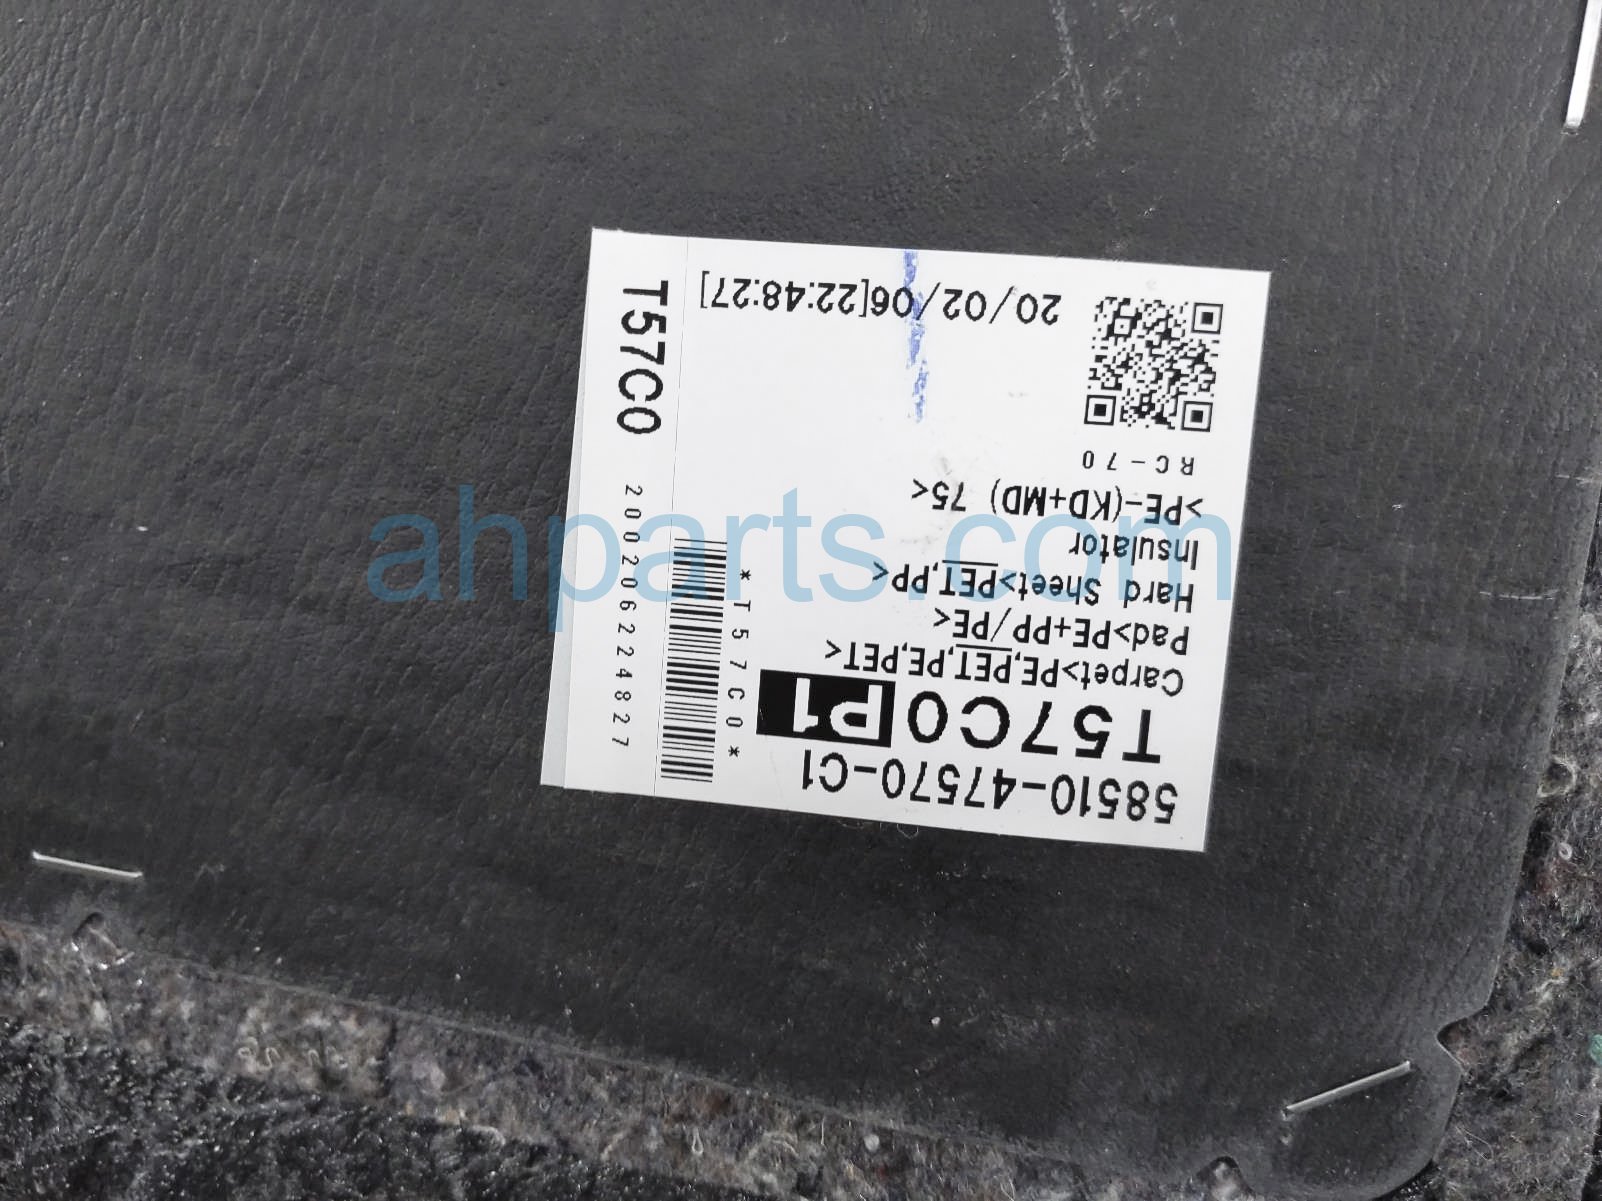 58510-47570-C1
T57C0 P1
Carpet>PE,PET,PE,PET<
Pad>PE+PP/PE<
Hard Sheet>PET,PP<
Insulator
>PE-(KD+MD) 75<
RC-70
20/02/06[22:48:27]
*T57C0*
T57C0 200206224827
ahparts.com